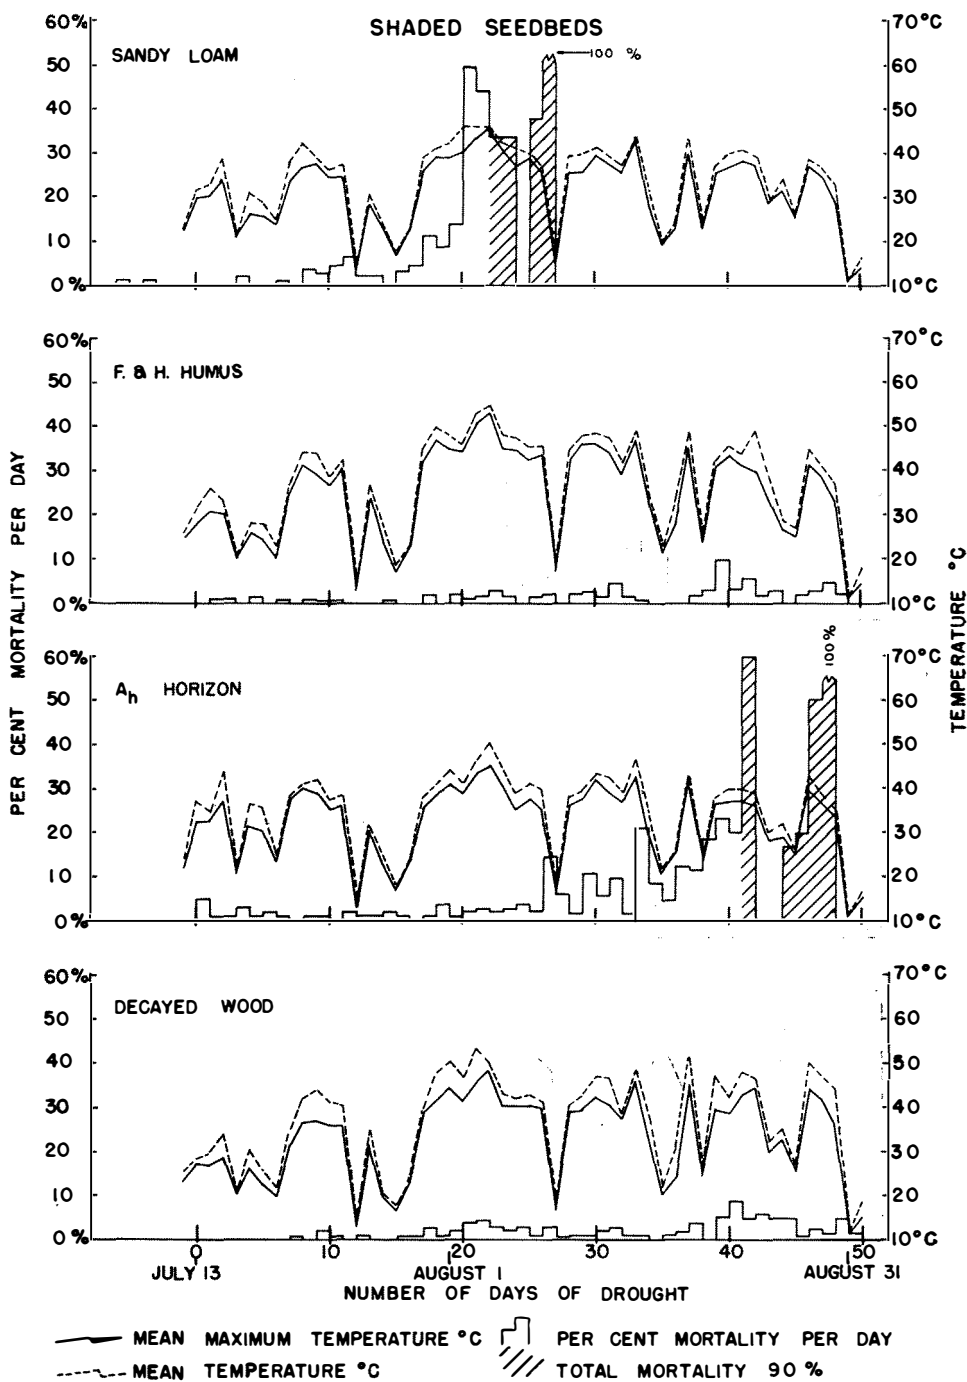 SHADED SEEDBEDS
SANDY LOAM
60%
50
40
30
20
10
0%
70°C
60
50
40
30
20
10°C
100 %
F. & H. HUMUS
60%
50
40
30
20
10
0%
70°C
60
50
40
30
20
10°C
Ah HORIZON
60%
50
40
30
20
10
0%
70°C
60
50
40
30
20
10°C
100 %
DECAYED WOOD
60%
50
40
30
20
10
0%
70°C
60
50
40
30
20
10°C
PER CENT MORTALITY PER DAY
TEMPERATURE °C
0 10 20 30 40 50
JULY 13 AUGUST 1 AUGUST 31
NUMBER OF DAYS OF DROUGHT
MEAN MAXIMUM TEMPERATURE °C
PER CENT MORTALITY PER DAY
MEAN TEMPERATURE °C
TOTAL MORTALITY 90 %